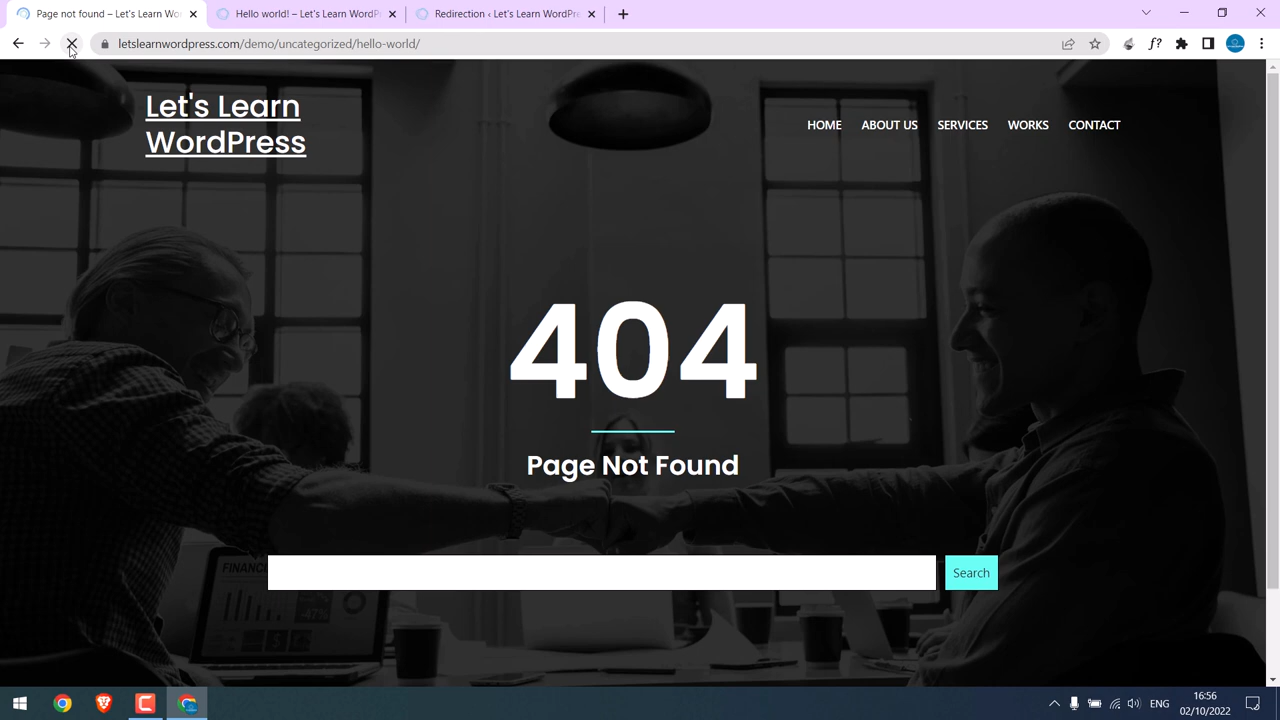 Page not found – Let's Learn Wo
Hello world! – Let's Learn WordP
Redirection ‹ Let's Learn WordPre
letslearnwordpress.com/demo/uncategorized/hello-world/
f?
Let's Learn
WordPress
HOME
ABOUT US
SERVICES
WORKS
CONTACT
404
Page Not Found
Search
FINANC
-47%
ENG
16:56
02/10/2022